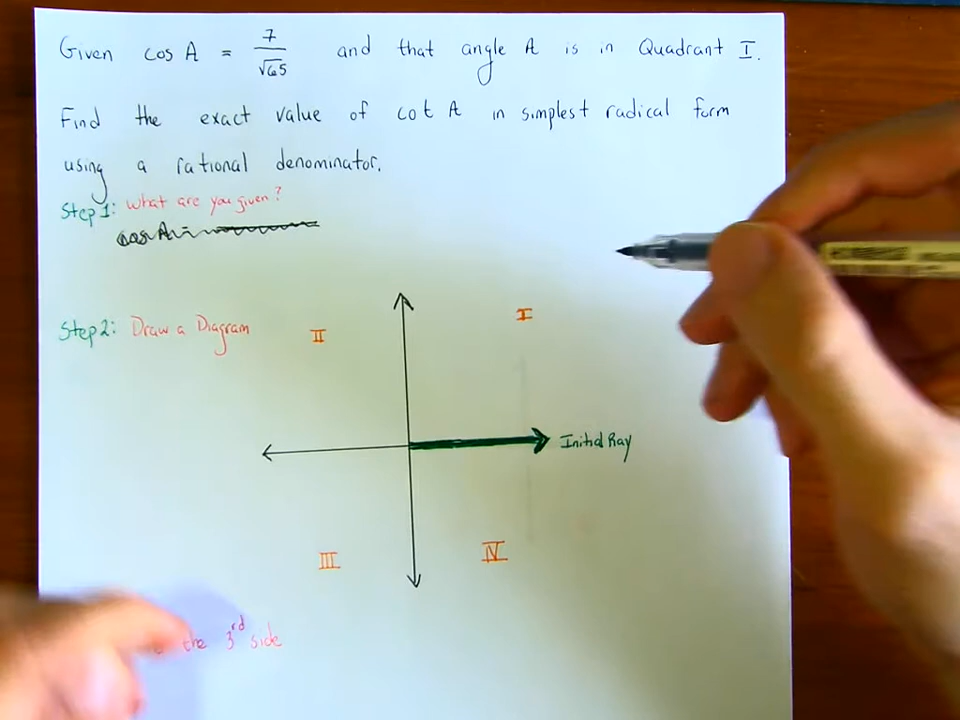 Given cos A = 7/√65 and that angle A is in Quadrant I.
Find the exact value of cot A in simplest radical form
using a rational denominator.
Step 1: What are you given?
Step 2: Draw a Diagram
II
I
Initial Ray
III
IV
the 3rd side